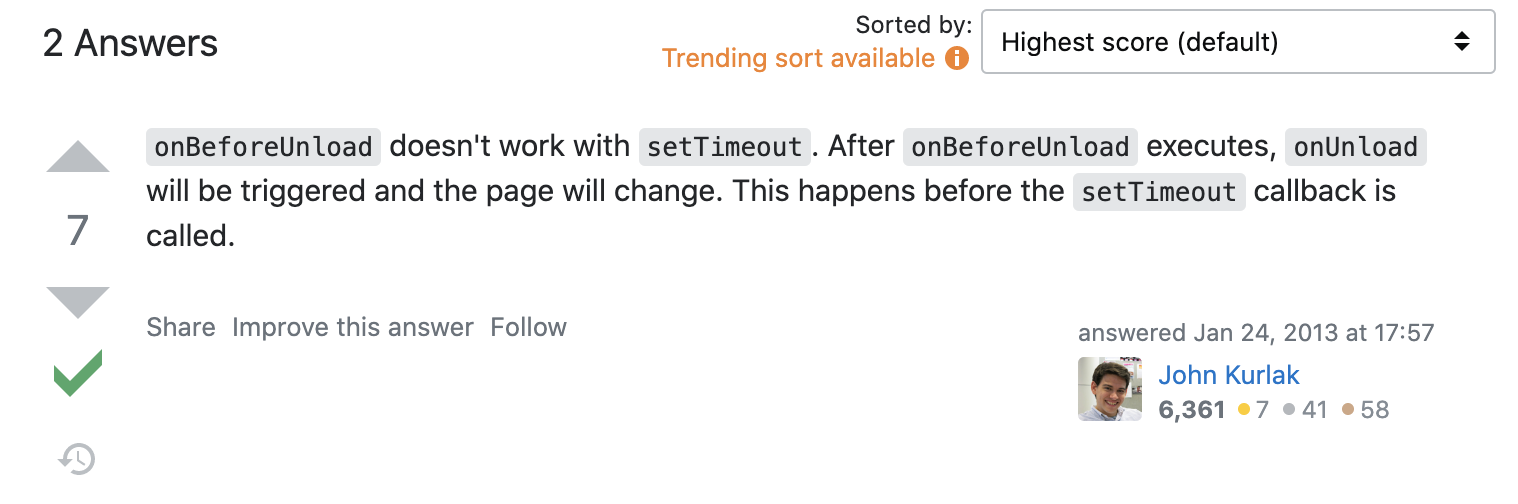 2 Answers
Sorted by:
Trending sort available
Highest score (default)
onBeforeUnload doesn't work with setTimeout. After onBeforeUnload executes, onUnload
will be triggered and the page will change. This happens before the setTimeout callback is
called.
7
Share Improve this answer Follow
answered Jan 24, 2013 at 17:57
John Kurlak
6,361 7 41 58